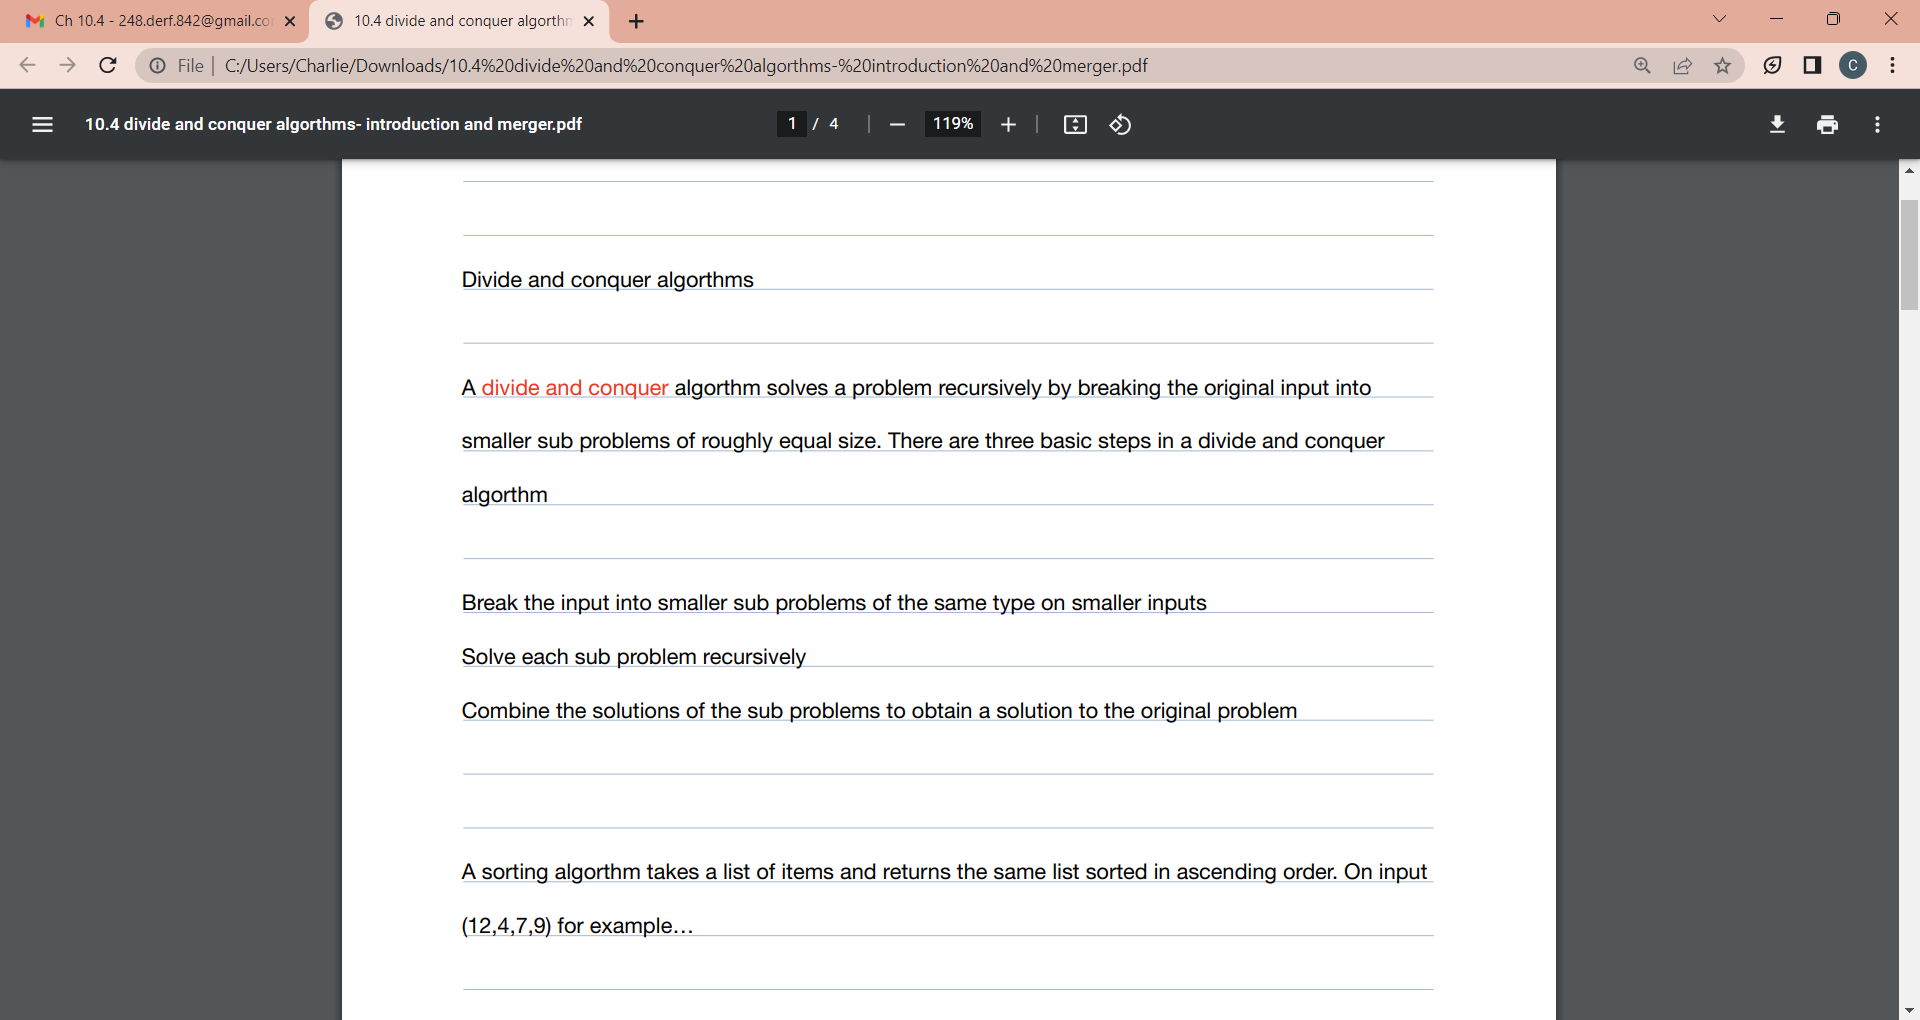 Ch 10.4 - 248.derf.842@gmail.co
10.4 divide and conquer algorthm
File
C:/Users/Charlie/Downloads/10.4%20divide%20and%20conquer%20algorthms-%20introduction%20and%20merger.pdf
C
10.4 divide and conquer algorthms- introduction and merger.pdf
1 / 4
119%
Divide and conquer algorthms
A divide and conquer algorthm solves a problem recursively by breaking the original input into
smaller sub problems of roughly equal size. There are three basic steps in a divide and conquer
algorthm
Break the input into smaller sub problems of the same type on smaller inputs
Solve each sub problem recursively
Combine the solutions of the sub problems to obtain a solution to the original problem
A sorting algorthm takes a list of items and returns the same list sorted in ascending order. On input
(12,4,7,9) for example…